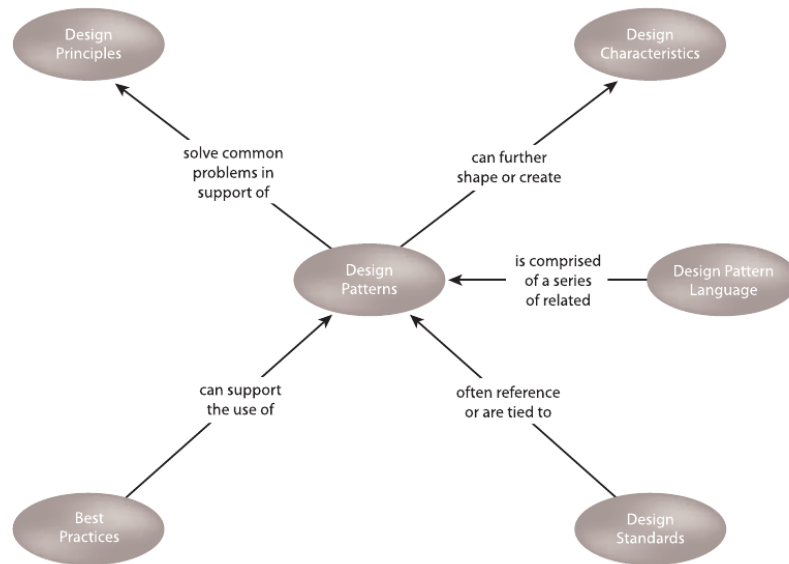 Design
Principles
Design
Characteristics
solve common
problems in
support of
can further
shape or create
Design
Patterns
is comprised
of a series
of related
Design Pattern
Language
can support
the use of
often reference
or are tied to
Best
Practices
Design
Standards